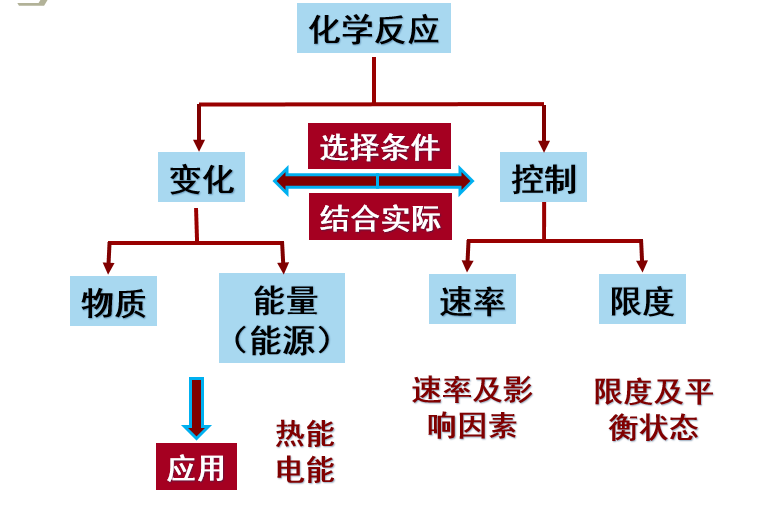 化学反应
选择条件
变化
控制
结合实际
物质
能量
（能源）
速率
限度
速率及影
响因素
限度及平
衡状态
热能
电能
应用